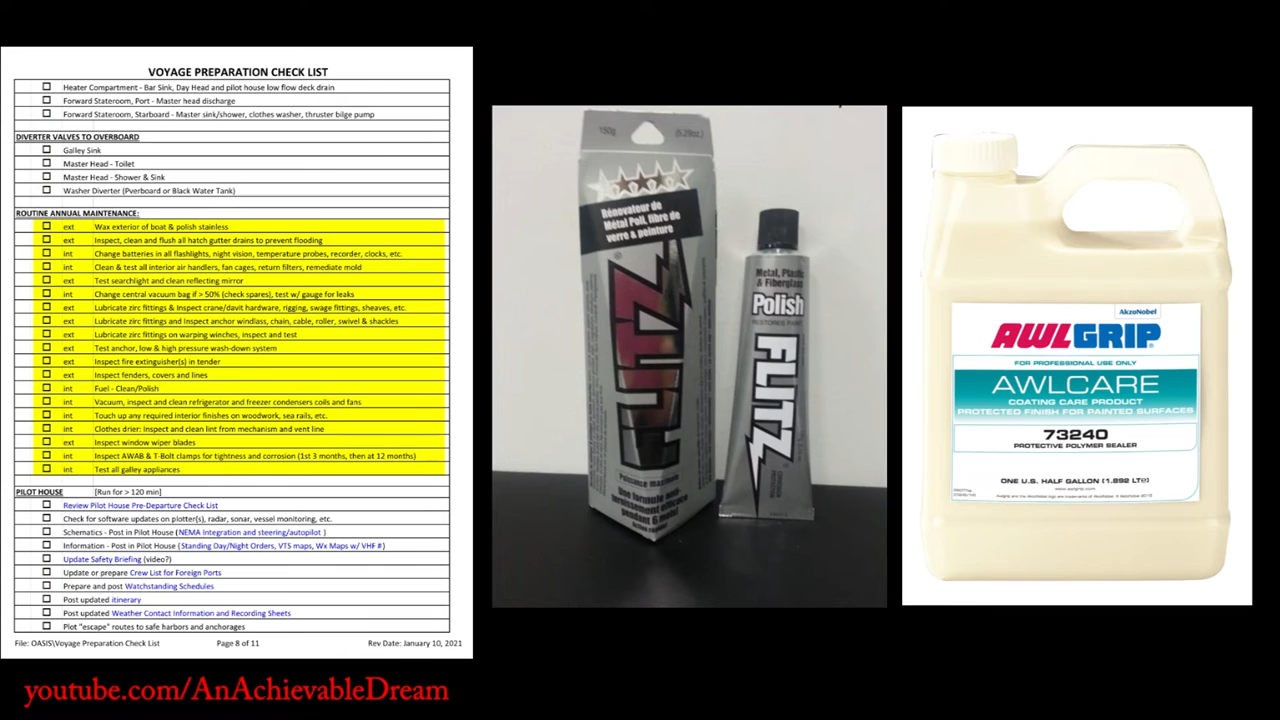 VOYAGE PREPARATION CHECK LIST
Heater Compartment - Bar Sink, Day Head and pilot house low flow deck drain
Forward Stateroom, Port - Master head discharge
Forward Stateroom, Starboard - Master sink/shower, clothes washer, thruster bilge pump
DIVERTER VALVES TO OVERBOARD
Galley Sink
Master Head - Toilet
Master Head - Shower & Sink
Washer Diverter (Pverboard or Black Water Tank)
ROUTINE ANNUAL MAINTENANCE:
ext Wax exterior of boat & polish stainless
ext Inspect, clean and flush all hatch gutter drains to prevent flooding
int Change batteries in all flashlights, night vision, temperature probes, recorder, clocks, etc.
int Clean & test all interior air handlers, fan cages, return filters, remediate mold
ext Test searchlight and clean reflecting mirror
int Change central vacuum bag if > 50% (check spares), test w/ gauge for leaks
ext Lubricate zirc fittings & Inspect crane/davit hardware, rigging, swage fittings, sheaves, etc.
ext Lubricate zirc fittings and Inspect anchor windlass, chain, cable, roller, swivel & shackles
ext Lubricate zirc fittings on warping winches, inspect and test
ext Test anchor, low & high pressure wash-down system
ext Inspect fire extinguisher(s) in tender
ext Inspect fenders, covers and lines
int Fuel - Clean/Polish
int Vacuum, inspect and clean refrigerator and freezer condensers coils and fans
int Touch up any required interior finishes on woodwork, sea rails, etc.
int Clothes drier: Inspect and clean lint from mechanism and vent line
ext Inspect window wiper blades
int Inspect AWAB & T-Bolt clamps for tightness and corrosion (1st 3 months, then at 12 months)
int Test all galley appliances
PILOT HOUSE [Run for > 120 min]
Review Pilot House Pre-Departure Check List
Check for software updates on plotter(s), radar, sonar, vessel monitoring, etc.
Schematics - Post in Pilot House (NEMA Integration and steering/autopilot )
Information - Post in Pilot House (Standing Day/Night Orders, VTS maps, Wx Maps w/ VHF #)
Update Safety Briefing (video?)
Update or prepare Crew List for Foreign Ports
Prepare and post Watchstanding Schedules
Post updated itinerary
Post updated Weather Contact Information and Recording Sheets
Plot "escape" routes to safe harbors and anchorages
File: OASIS\Voyage Preparation Check List Page 8 of 11 Rev Date: January 10, 2021
150g (5.29oz.)
Rénovateur de
Métal Poli, fibre de
verre & peinture
FLITZ
Puissance maximale
Metal, Plastic
& Fiberglass
Polish
RESTORES PAINT
FLITZ
AkzoNobel
AWLGRIP
FOR PROFESSIONAL USE ONLY
AWLCARE
COATING CARE PRODUCT
PROTECTED FINISH FOR PAINTED SURFACES
73240
PROTECTIVE POLYMER SEALER
ONE U.S. HALF GALLON (1.892 LTe)
www.awlgrip.com
youtube.com/AnAchievableDream